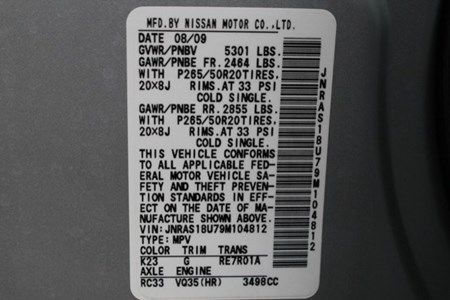 MFD.BY NISSAN MOTOR CO.,LTD.
DATE 08/09
GVWR/PNBV 5301 LBS.
GAWR/PNBE FR. 2464 LBS.
WITH P265/50R20TIRES,
20X8J RIMS.AT 33 PSI
COLD SINGLE.
GAWR/PNBE RR. 2855 LBS.
WITH P265/50R20TIRES,
20X8J RIMS.AT 33 PSI
COLD SINGLE.
THIS VEHICLE CONFORMS
TO ALL APPLICABLE FED-
ERAL MOTOR VEHICLE SA-
FETY AND THEFT PREVEN-
TION STANDARDS IN EFF-
ECT ON THE DATE OF MA-
NUFACTURE SHOWN ABOVE.
VIN:JNRAS18U79M104812
TYPE:MPV
COLOR TRIM TRANS
K23 G RE7R01A
AXLE ENGINE
RC33 VQ35(HR) 3498CC
JNRAS18U79M104812